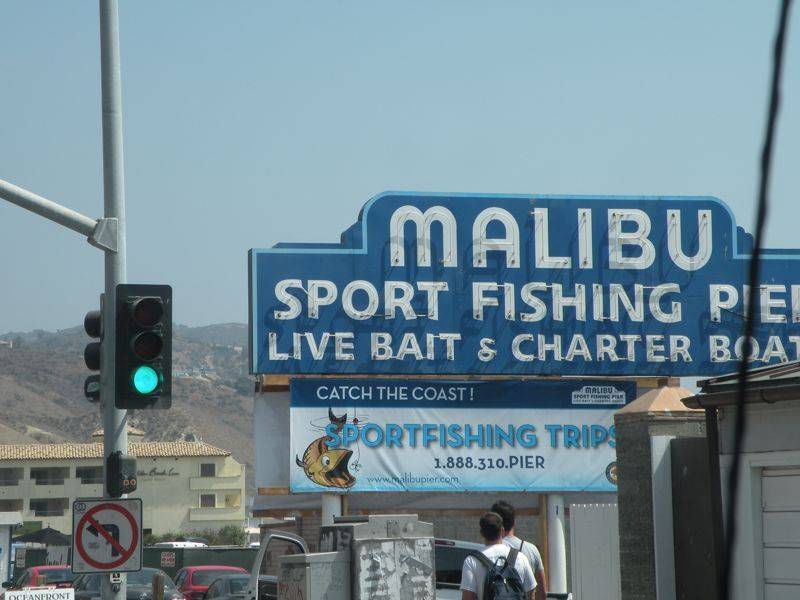 MALIBU
SPORT FISHING PIE
LIVE BAIT & CHARTER BOAT
CATCH THE COAST!
MALIBU
SPORT FISHING PIER
SPORTFISHING TRIPS
1.888.310.PIER
www.malibupier.com
OCEANFRONT